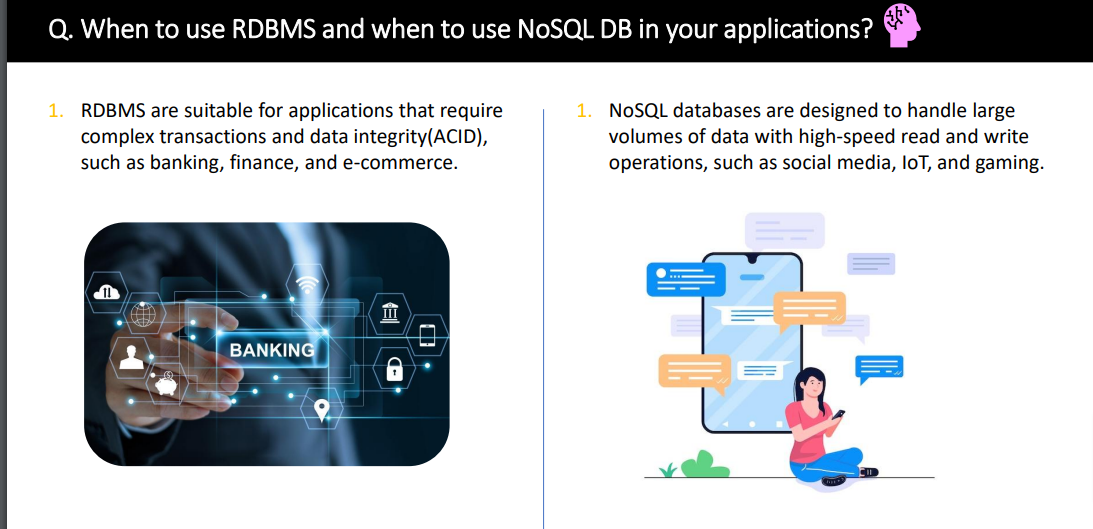 Q. When to use RDBMS and when to use NoSQL DB in your applications?
1. RDBMS are suitable for applications that require
complex transactions and data integrity(ACID),
such as banking, finance, and e-commerce.
1. NoSQL databases are designed to handle large
volumes of data with high-speed read and write
operations, such as social media, IoT, and gaming.
BANKING